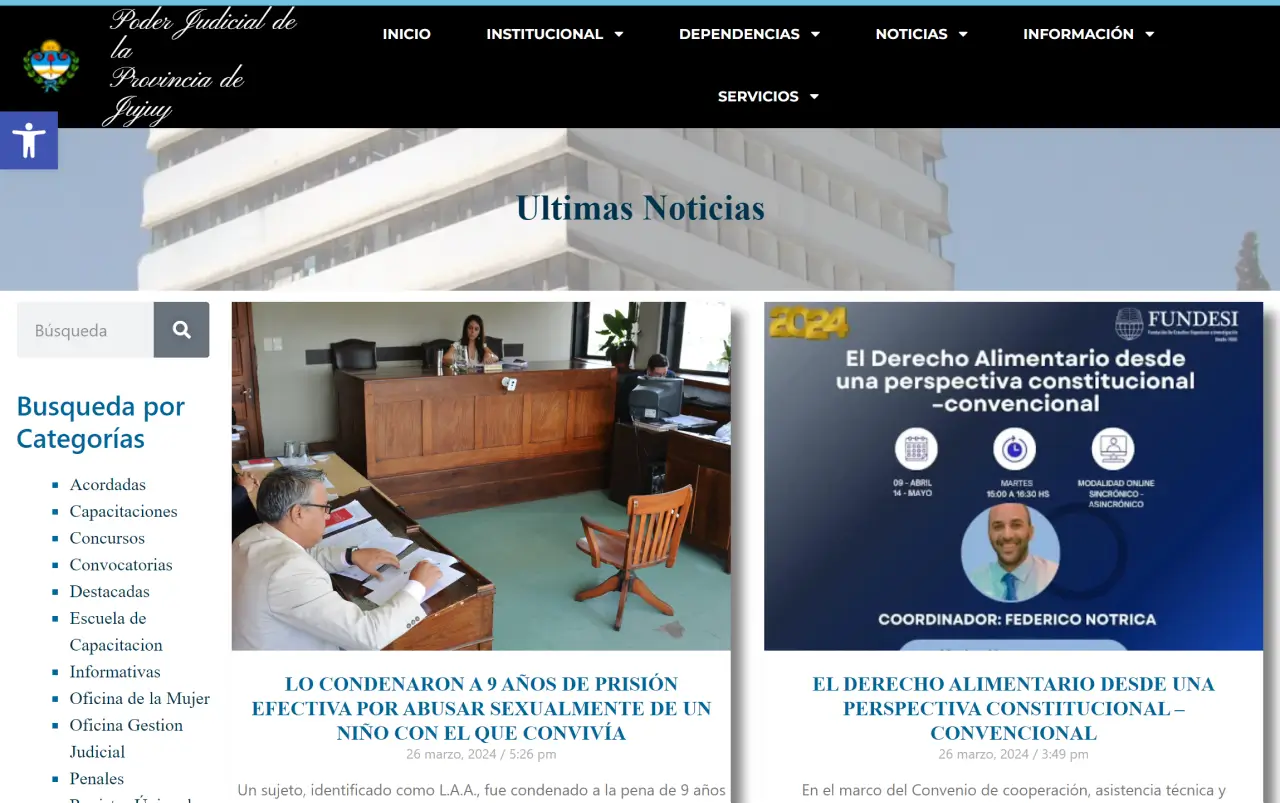 Poder Judicial de
la
Provincia de
Jujuy
INICIO
INSTITUCIONAL
DEPENDENCIAS
NOTICIAS
INFORMACIÓN
SERVICIOS
Ultimas Noticias
Búsqueda
Busqueda por
Categorías
Acordadas
Capacitaciones
Concursos
Convocatorias
Destacadas
Escuela de
Capacitacion
Informativas
Oficina de la Mujer
Oficina Gestion
Judicial
Penales
LO CONDENARON A 9 AÑOS DE PRISIÓN
EFECTIVA POR ABUSAR SEXUALMENTE DE UN
NIÑO CON EL QUE CONVIVÍA
26 marzo, 2024 / 5:26 pm
Un sujeto, identificado como L.A.A., fue condenado a la pena de 9 años
2024
FUNDESI
El Derecho Alimentario desde
una perspectiva constitucional
-convencional
09 - ABRIL
14 - MAYO
MARTES
15:00 A 16:30 HS
MODALIDAD ONLINE
SINCRÓNICO -
ASINCRÓNICO
COORDINADOR: FEDERICO NOTRICA
EL DERECHO ALIMENTARIO DESDE UNA
PERSPECTIVA CONSTITUCIONAL –
CONVENCIONAL
26 marzo, 2024 / 3:49 pm
En el marco del Convenio de cooperación, asistencia técnica y